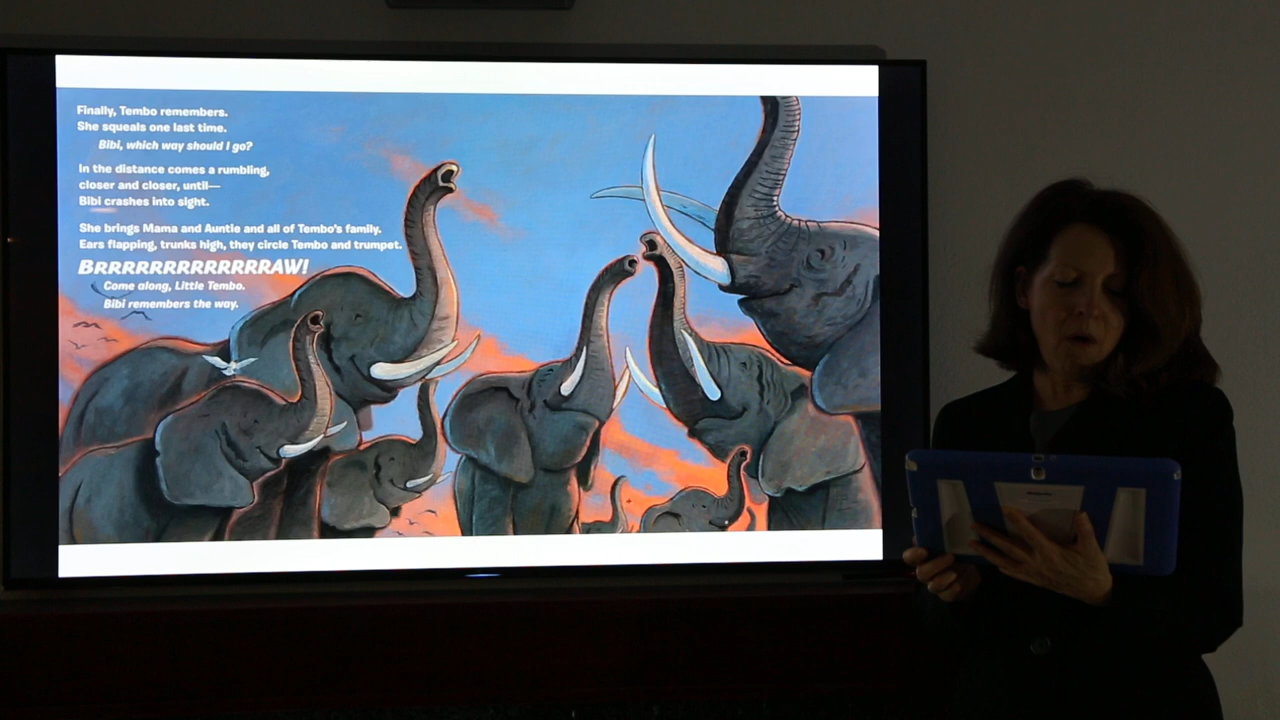 Finally, Tembo remembers.
She squeals one last time.
Bibi, which way should I go?
In the distance comes a rumbling,
closer and closer, until—
Bibi crashes into sight.
She brings Mama and Auntie and all of Tembo's family.
Ears flapping, trunks high, they circle Tembo and trumpet.
BRRRRRRRRRRRRRAW!
Come along, Little Tembo.
Bibi remembers the way.